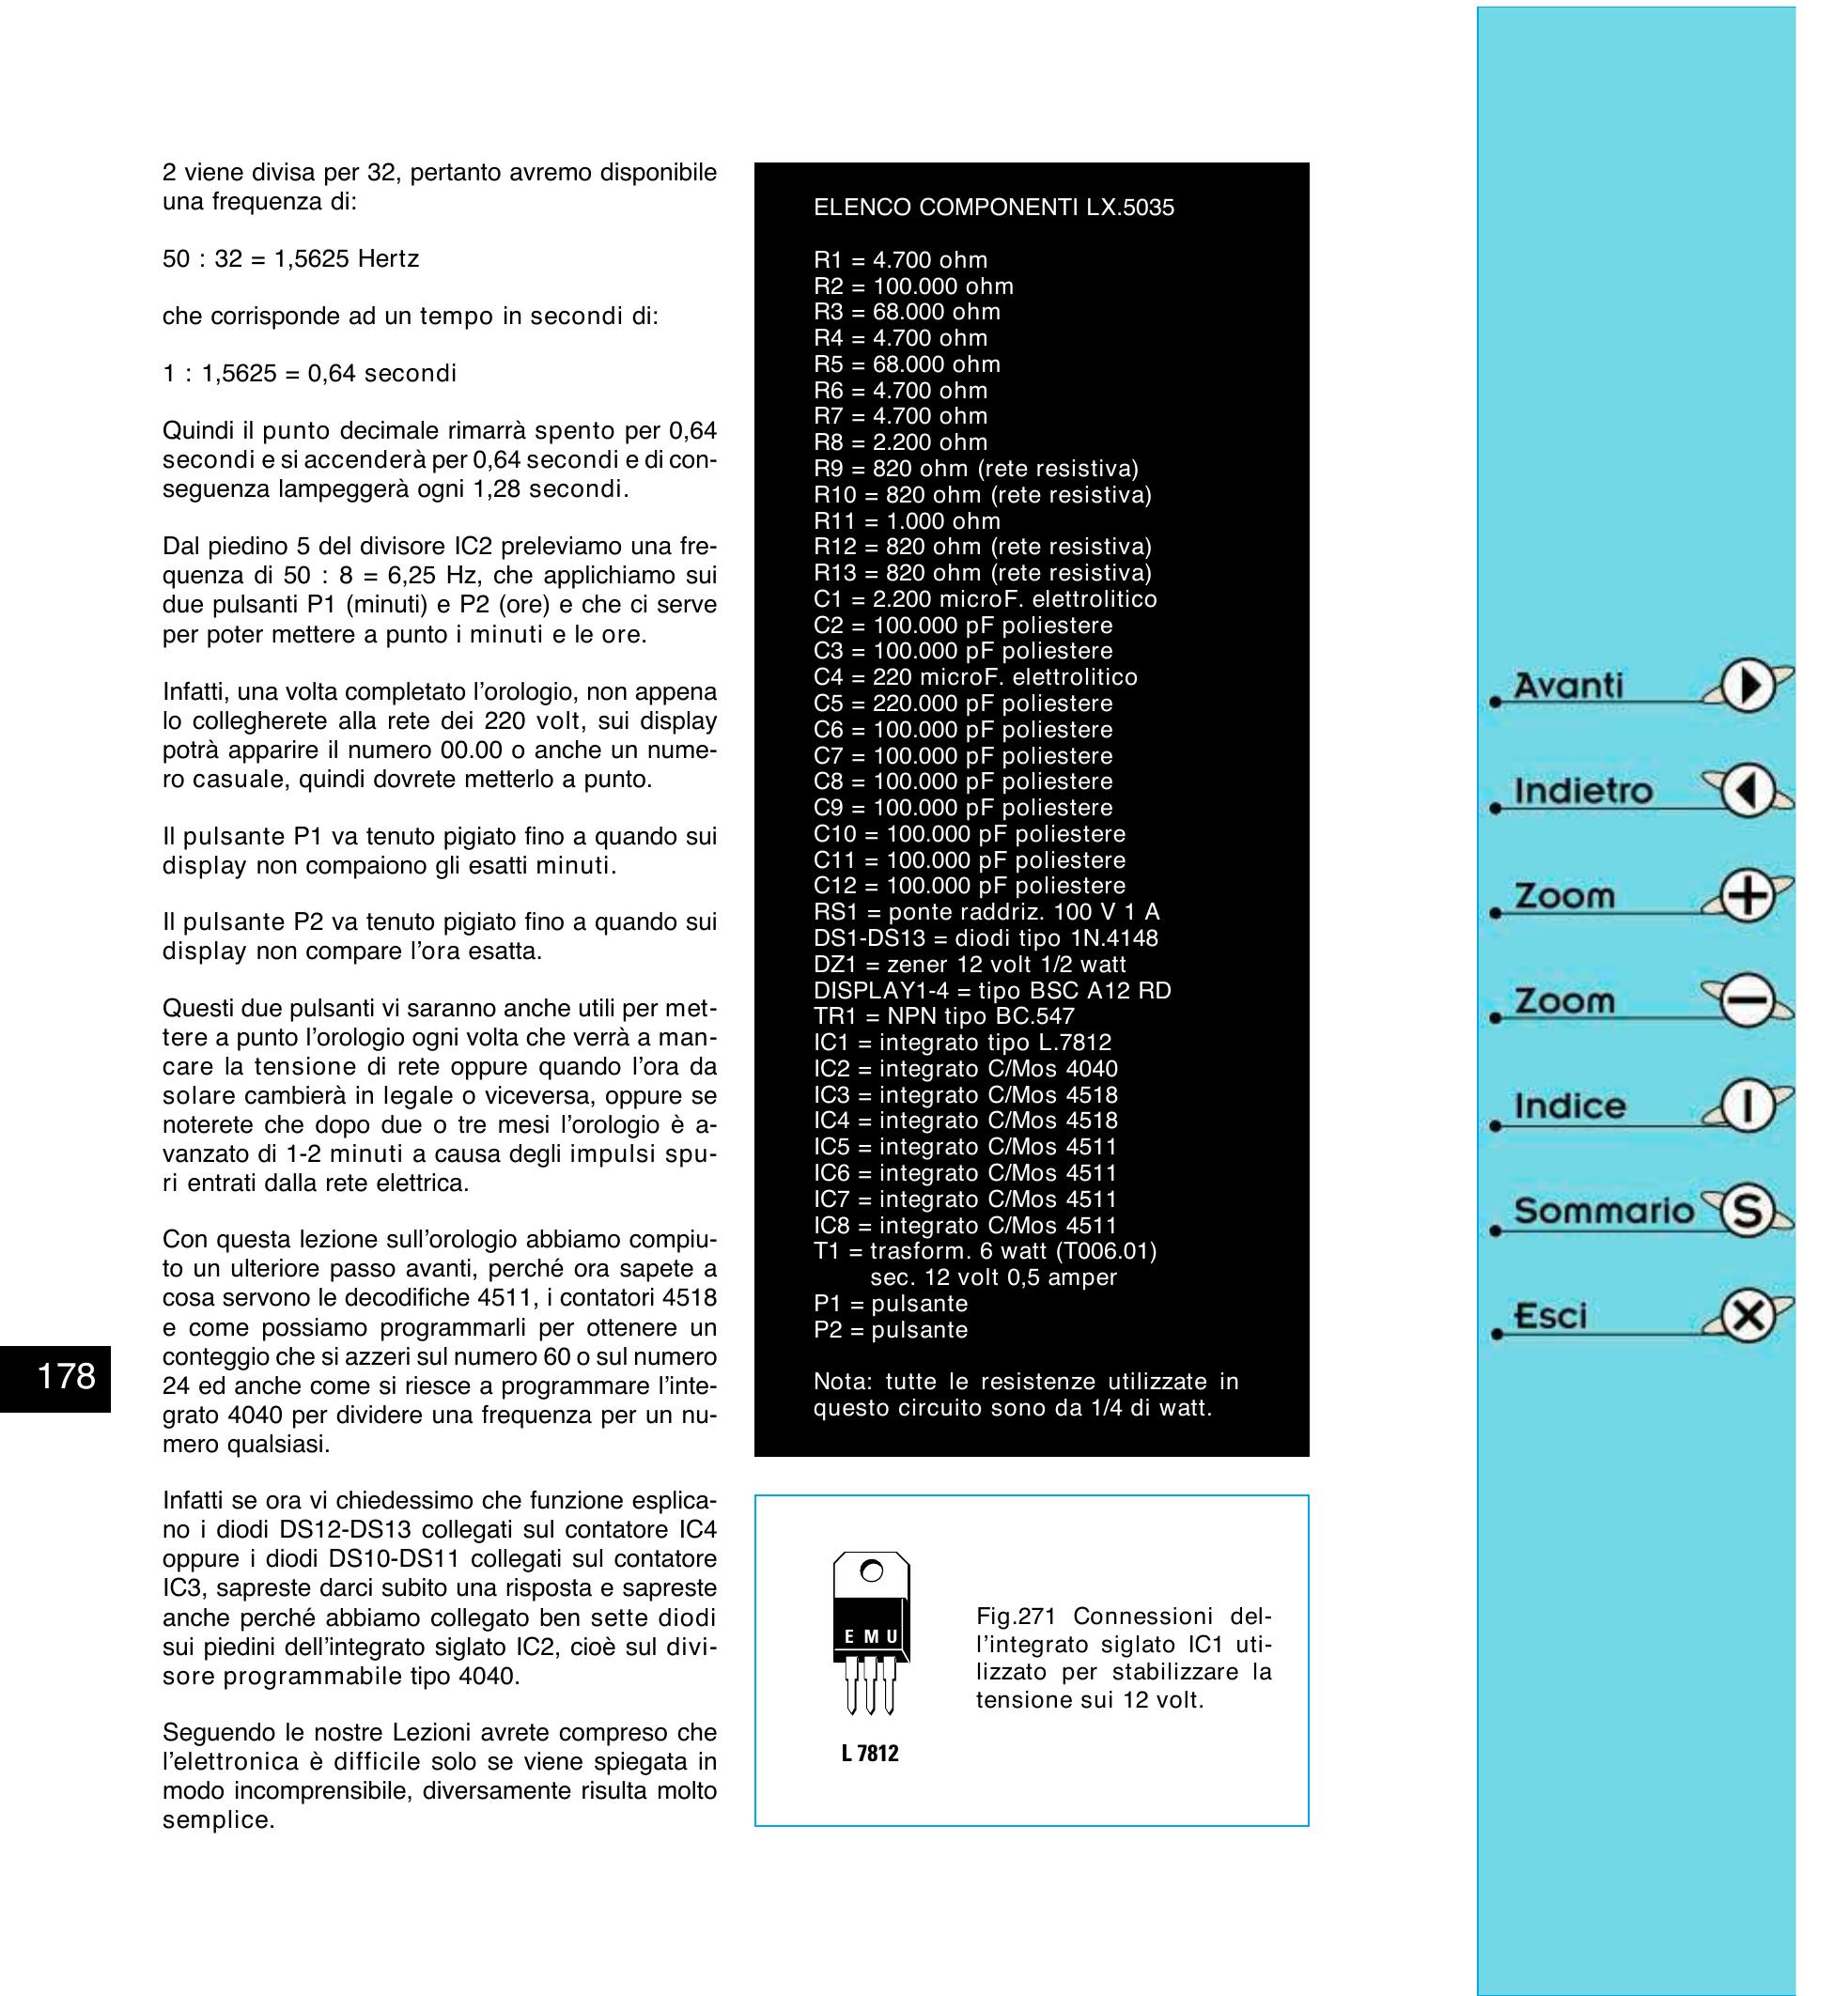 2 viene divisa per 32, pertanto avremo disponibile
una frequenza di:
50 : 32 = 1,5625 Hertz
che corrisponde ad un tempo in secondi di:
1 : 1,5625 = 0,64 secondi
Quindi il punto decimale rimarrà spento per 0,64
secondi e si accenderà per 0,64 secondi e di con-
seguenza lampeggerà ogni 1,28 secondi.
Dal piedino 5 del divisore IC2 preleviamo una fre-
quenza di 50 : 8 = 6,25 Hz, che applichiamo sui
due pulsanti P1 (minuti) e P2 (ore) e che ci serve
per poter mettere a punto i minuti e le ore.
Infatti, una volta completato l'orologio, non appena
lo collegherete alla rete dei 220 volt, sui display
potrà apparire il numero 00.00 o anche un nume-
ro casuale, quindi dovrete metterlo a punto.
Il pulsante P1 va tenuto pigiato fino a quando sui
display non compaiono gli esatti minuti.
Il pulsante P2 va tenuto pigiato fino a quando sui
display non compare l'ora esatta.
Questi due pulsanti vi saranno anche utili per met-
tere a punto l'orologio ogni volta che verrà a man-
care la tensione di rete oppure quando l'ora da
solare cambierà in legale o viceversa, oppure se
noterete che dopo due o tre mesi l'orologio è a-
vanzato di 1-2 minuti a causa degli impulsi spu-
ri entrati dalla rete elettrica.
Con questa lezione sull'orologio abbiamo compiu-
to un ulteriore passo avanti, perché ora sapete a
cosa servono le decodifiche 4511, i contatori 4518
e come possiamo programmarli per ottenere un
conteggio che si azzeri sul numero 60 o sul numero
24 ed anche come si riesce a programmare l'inte-
grato 4040 per dividere una frequenza per un nu-
mero qualsiasi.
Infatti se ora vi chiedessimo che funzione esplica-
no i diodi DS12-DS13 collegati sul contatore IC4
oppure i diodi DS10-DS11 collegati sul contatore
IC3, sapreste darci subito una risposta e sapreste
anche perché abbiamo collegato ben sette diodi
sui piedini dell'integrato siglato IC2, cioè sul divi-
sore programmabile tipo 4040.
Seguendo le nostre Lezioni avrete compreso che
l'elettronica è difficile solo se viene spiegata in
modo incomprensibile, diversamente risulta molto
semplice.
178
ELENCO COMPONENTI LX.5035
R1 = 4.700 ohm
R2 = 100.000 ohm
R3 = 68.000 ohm
R4 = 4.700 ohm
R5 = 68.000 ohm
R6 = 4.700 ohm
R7 = 4.700 ohm
R8 = 2.200 ohm
R9 = 820 ohm (rete resistiva)
R10 = 820 ohm (rete resistiva)
R11 = 1.000 ohm
R12 = 820 ohm (rete resistiva)
R13 = 820 ohm (rete resistiva)
C1 = 2.200 microF. elettrolitico
C2 = 100.000 pF poliestere
C3 = 100.000 pF poliestere
C4 = 220 microF. elettrolitico
C5 = 220.000 pF poliestere
C6 = 100.000 pF poliestere
C7 = 100.000 pF poliestere
C8 = 100.000 pF poliestere
C9 = 100.000 pF poliestere
C10 = 100.000 pF poliestere
C11 = 100.000 pF poliestere
C12 = 100.000 pF poliestere
RS1 = ponte raddriz. 100 V 1 A
DS1-DS13 = diodi tipo 1N.4148
DZ1 = zener 12 volt 1/2 watt
DISPLAY1-4 = tipo BSC A12 RD
TR1 = NPN tipo BC.547
IC1 = integrato tipo L.7812
IC2 = integrato C/Mos 4040
IC3 = integrato C/Mos 4518
IC4 = integrato C/Mos 4518
IC5 = integrato C/Mos 4511
IC6 = integrato C/Mos 4511
IC7 = integrato C/Mos 4511
IC8 = integrato C/Mos 4511
T1 = trasform. 6 watt (T006.01)
sec. 12 volt 0,5 amper
P1 = pulsante
P2 = pulsante
Nota: tutte le resistenze utilizzate in
questo circuito sono da 1/4 di watt.
E M U
L 7812
Fig.271 Connessioni del-
l'integrato siglato IC1 uti-
lizzato per stabilizzare la
tensione sui 12 volt.
Avanti
Indietro
Zoom +
Zoom −
Indice I
Sommario S
Esci X